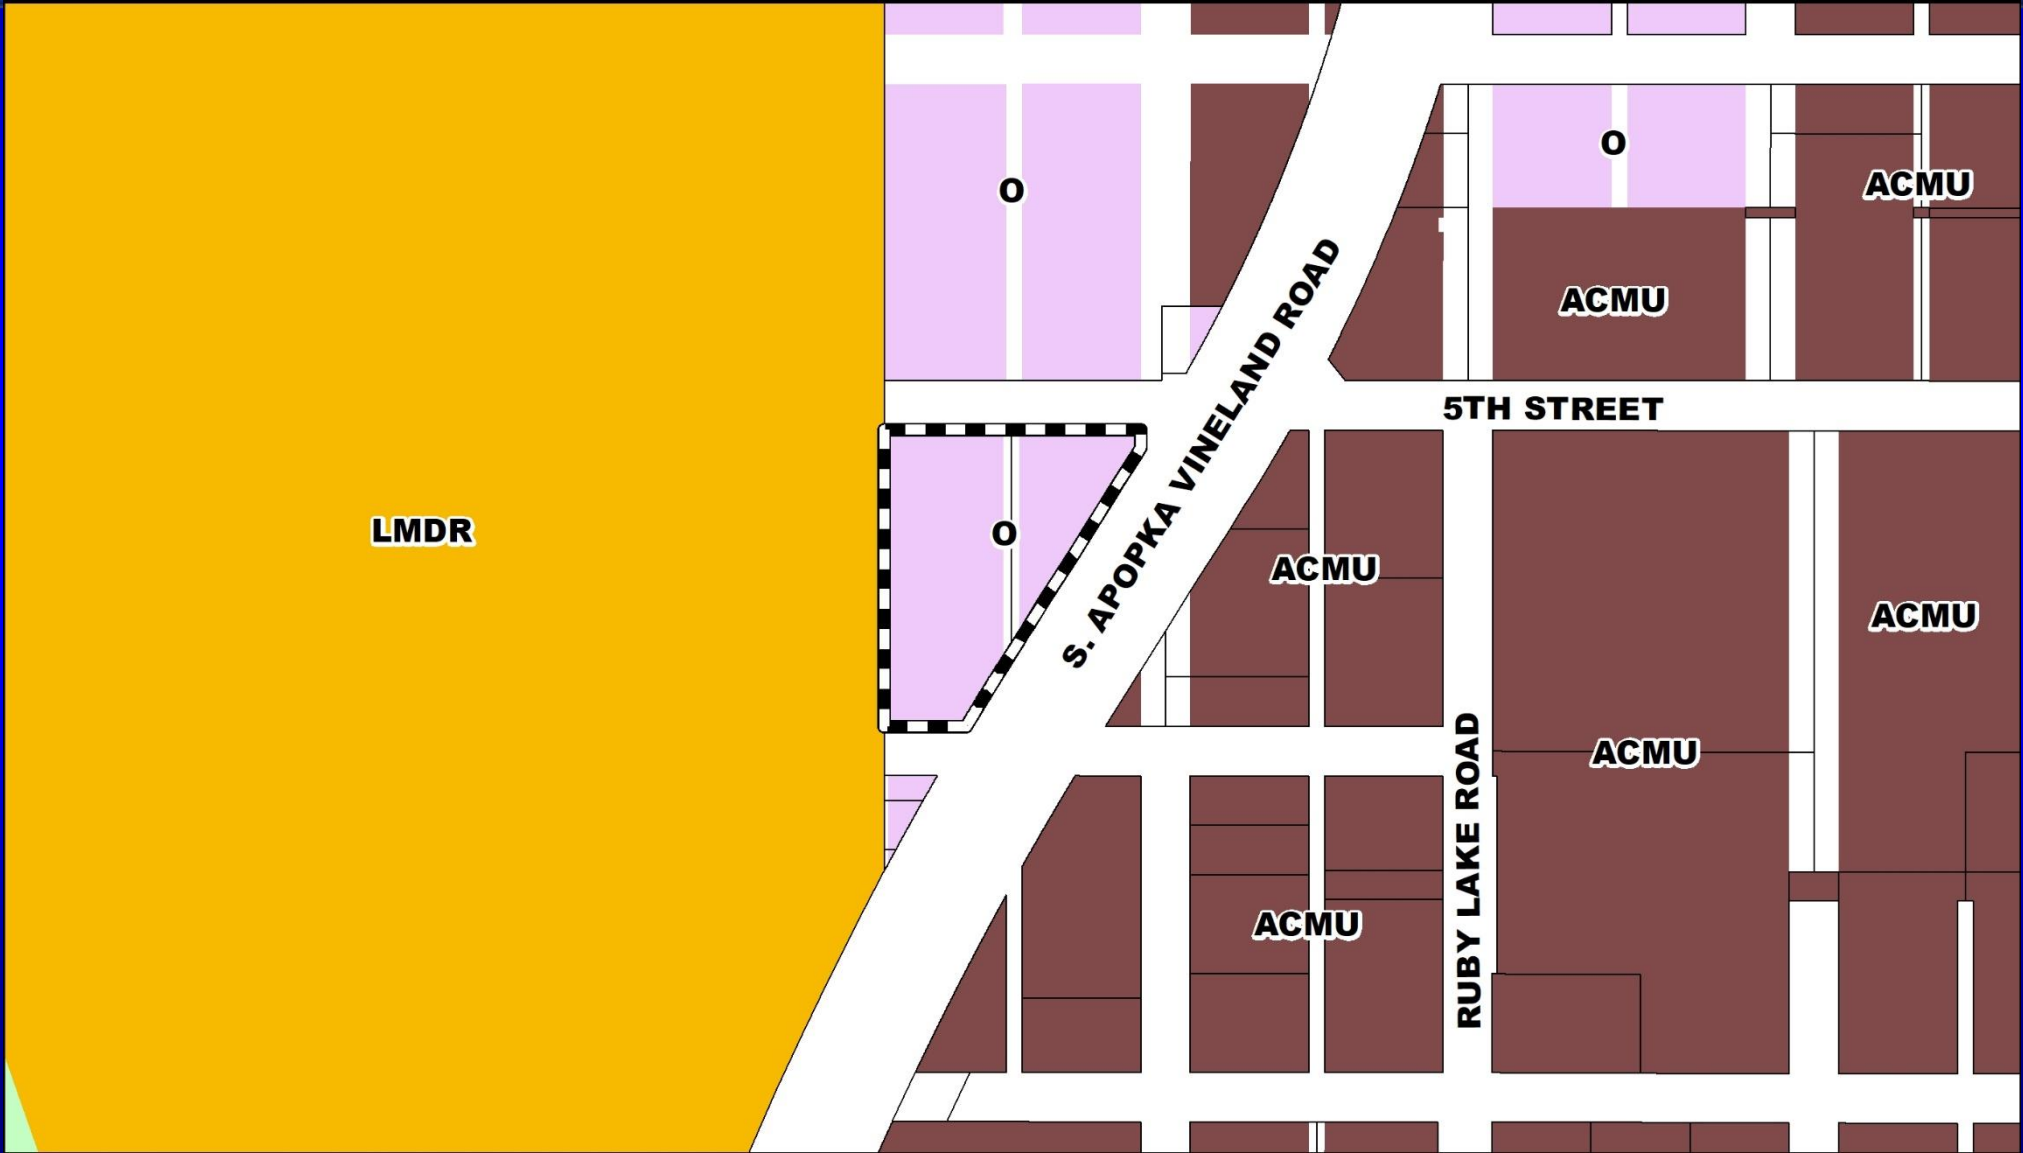 O
ACMU
O
ACMU
S. APOPKA VINELAND ROAD
5TH STREET
LMDR
O
ACMU
ACMU
ACMU
RUBY LAKE ROAD
ACMU